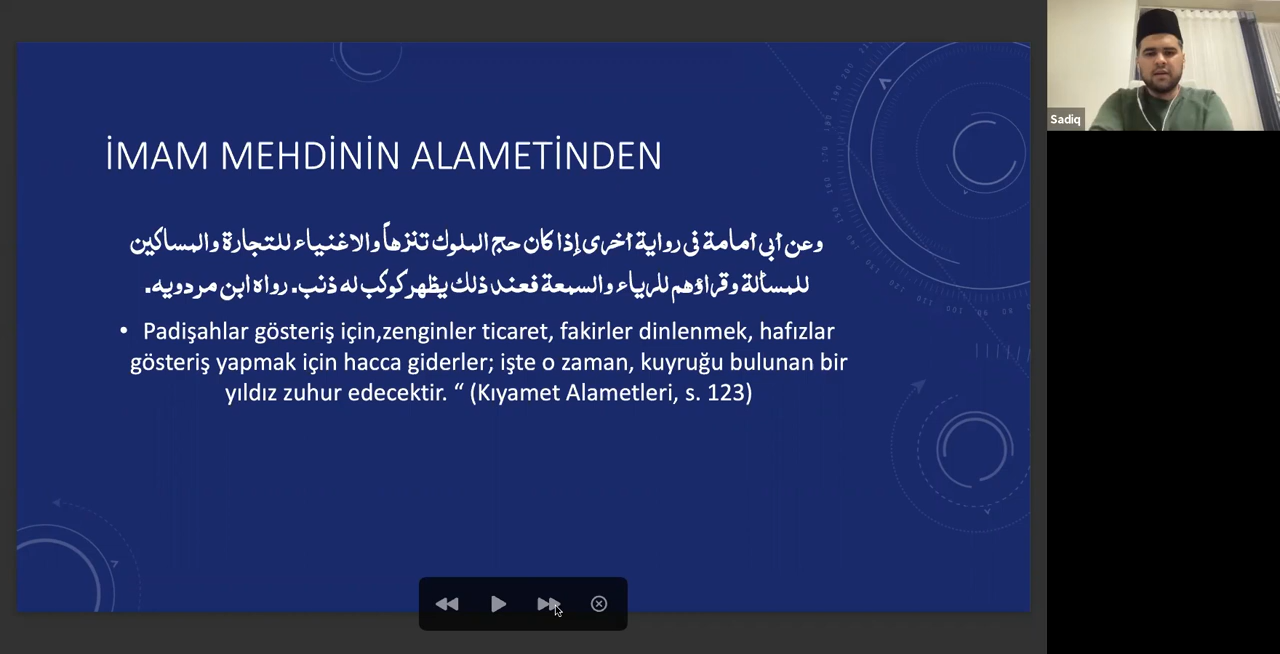 İMAM MEHDİNİN ALAMETİNDEN
وعن ابي أمامة فى رواية أخرى إذا كان حج الملوك تنزهاً والاغنياء للتجارة والمساكين
للمسألة وقراؤهم للرياء والسمعة فعند ذلك يظهر كوكب له ذنب. رواه ابن مردويه.
• Padişahlar gösteriş için,zenginler ticaret, fakirler dinlenmek, hafızlar
gösteriş yapmak için hacca giderler; işte o zaman, kuyruğu bulunan bir
yıldız zuhur edecektir. “ (Kıyamet Alametleri, s. 123)
Sadiq